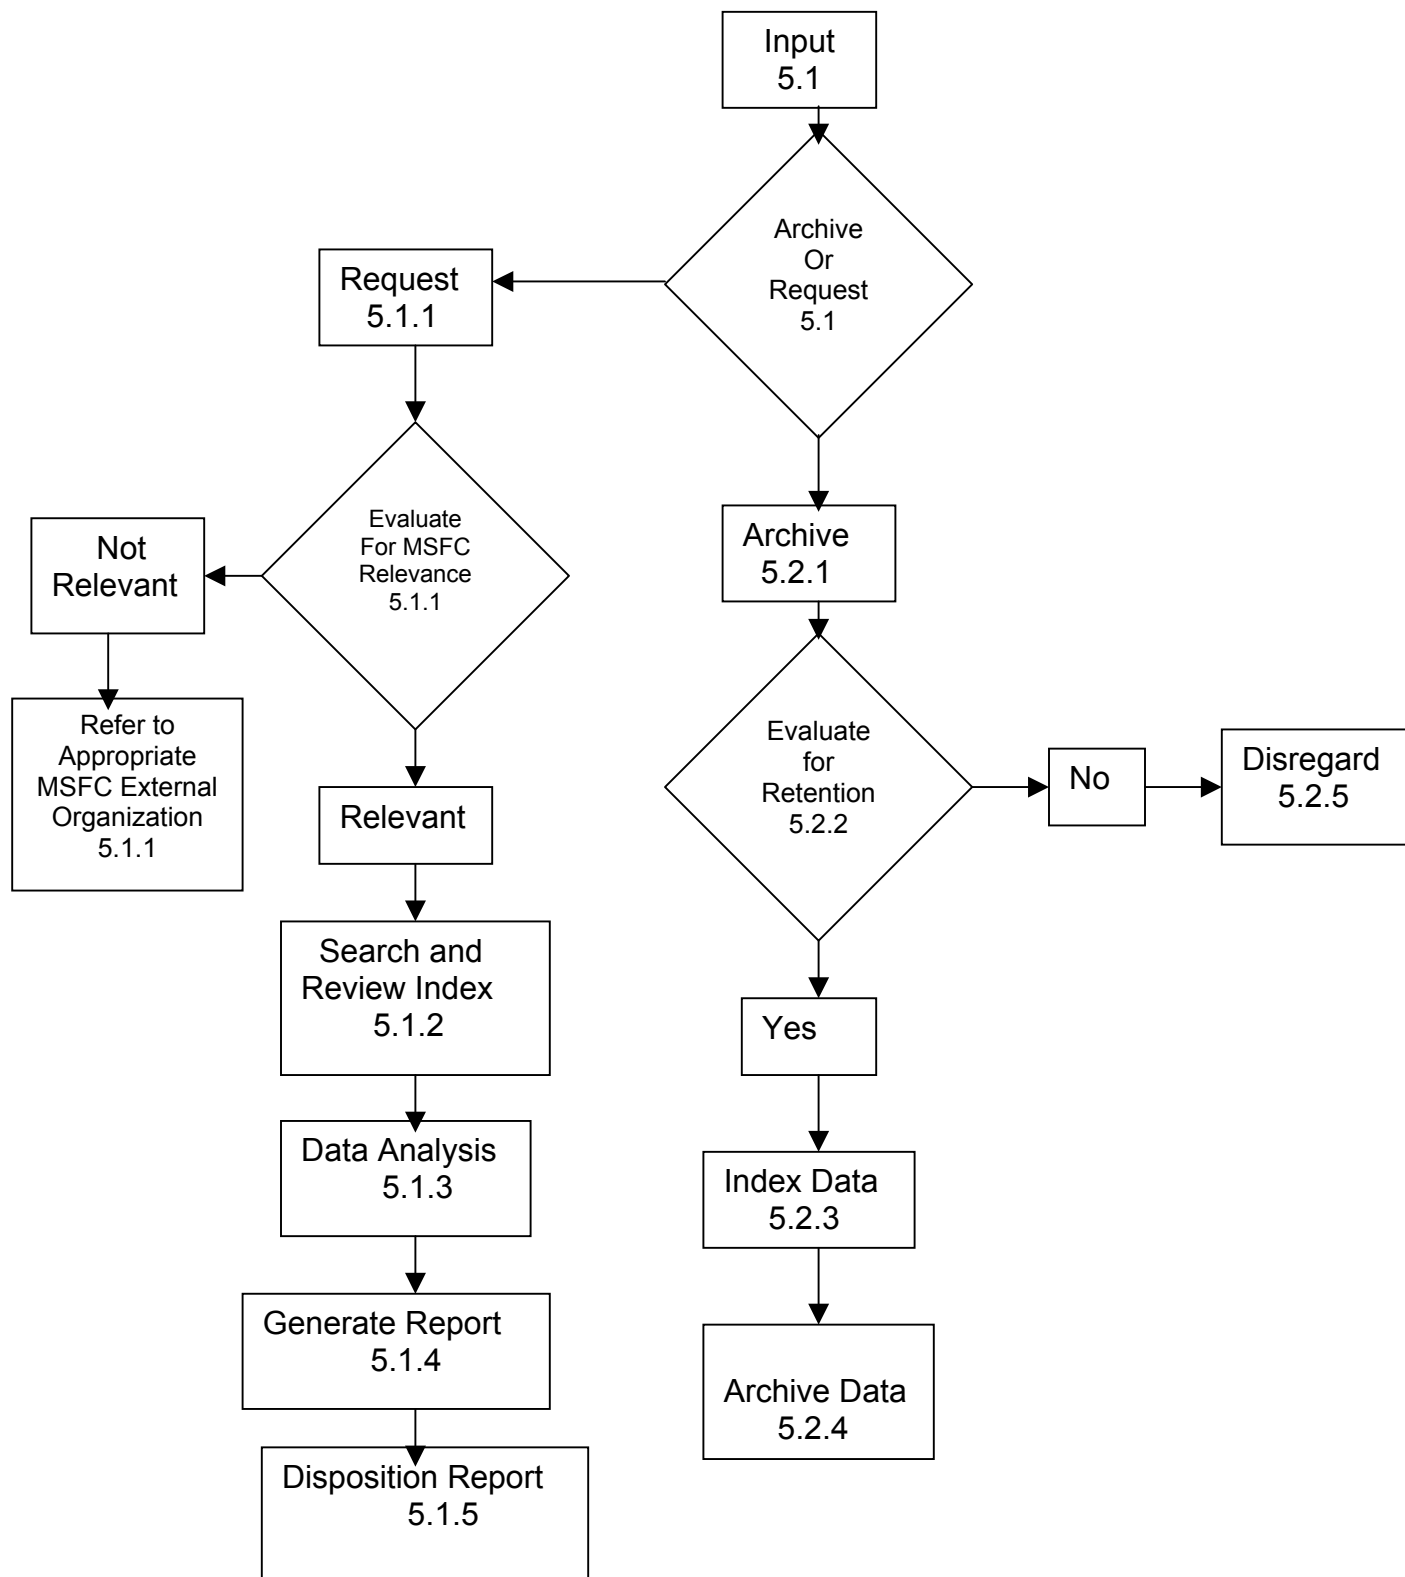 Input
5.1
Archive
Or
Request
5.1
Request
5.1.1
Evaluate
For MSFC
Relevance
5.1.1
Not
Relevant
Refer to
Appropriate
MSFC External
Organization
5.1.1
Relevant
Search and
Review Index
5.1.2
Data Analysis
5.1.3
Generate Report
5.1.4
Disposition Report
5.1.5
Archive
5.2.1
Evaluate
for
Retention
5.2.2
No
Disregard
5.2.5
Yes
Index Data
5.2.3
Archive Data
5.2.4